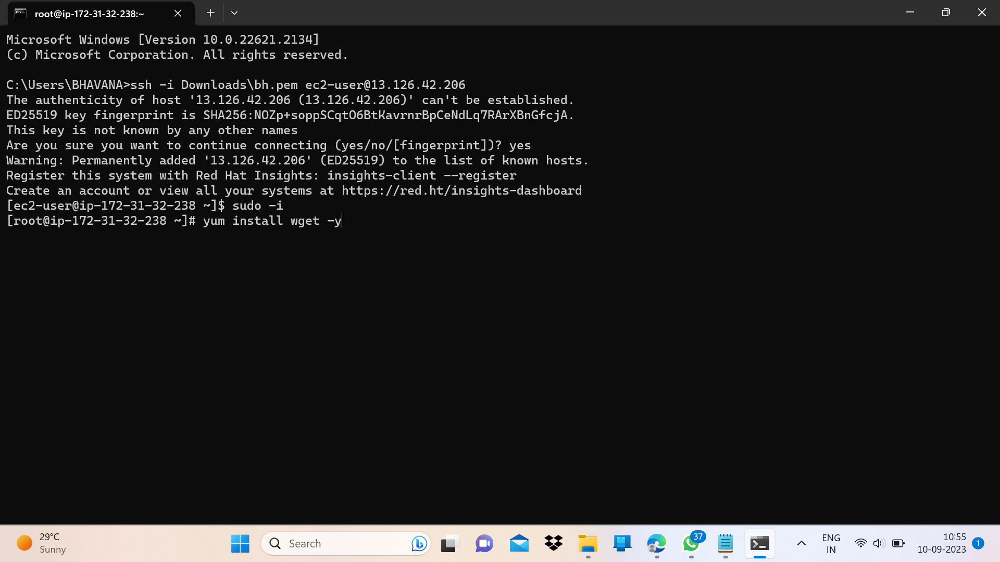 root@ip-172-31-32-238:~
Microsoft Windows [Version 10.0.22621.2134]
(c) Microsoft Corporation. All rights reserved.
C:\Users\BHAVANA>ssh -i Downloads\bh.pem ec2-user@13.126.42.206
The authenticity of host '13.126.42.206 (13.126.42.206)' can't be established.
ED25519 key fingerprint is SHA256:NOZp+soppSCqtO6BtKavrnrBpCeNdLq7RArXBnGfcjA.
This key is not known by any other names
Are you sure you want to continue connecting (yes/no/[fingerprint])? yes
Warning: Permanently added '13.126.42.206' (ED25519) to the list of known hosts.
Register this system with Red Hat Insights: insights-client --register
Create an account or view all your systems at https://red.ht/insights-dashboard
[ec2-user@ip-172-31-32-238 ~]$ sudo -i
[root@ip-172-31-32-238 ~]# yum install wget -y
29°C
Sunny
Search
37
ENG
IN
10:55
10-09-2023
1